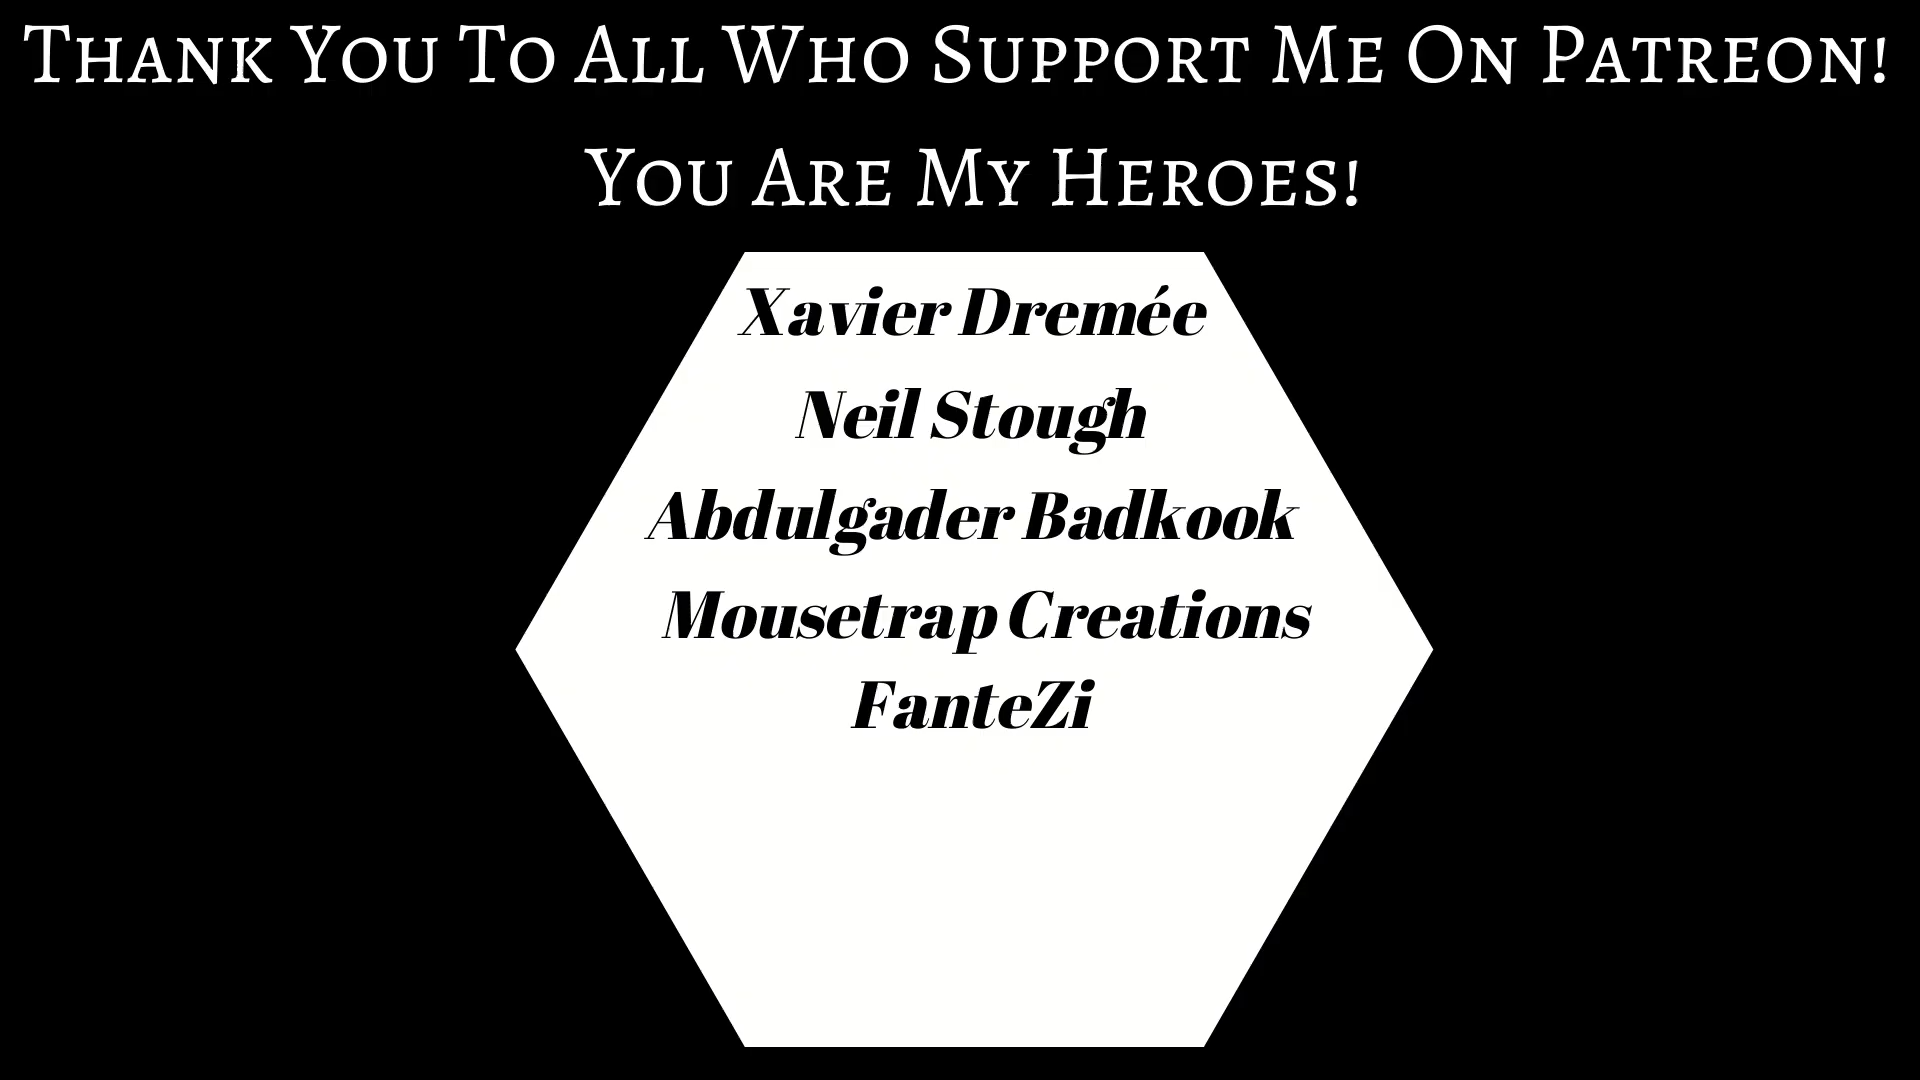 Thank You To All Who Support Me On Patreon!
You Are My Heroes!
Xavier Dremée
Neil Stough
Abdulgader Badkook
Mousetrap Creations
FanteZi